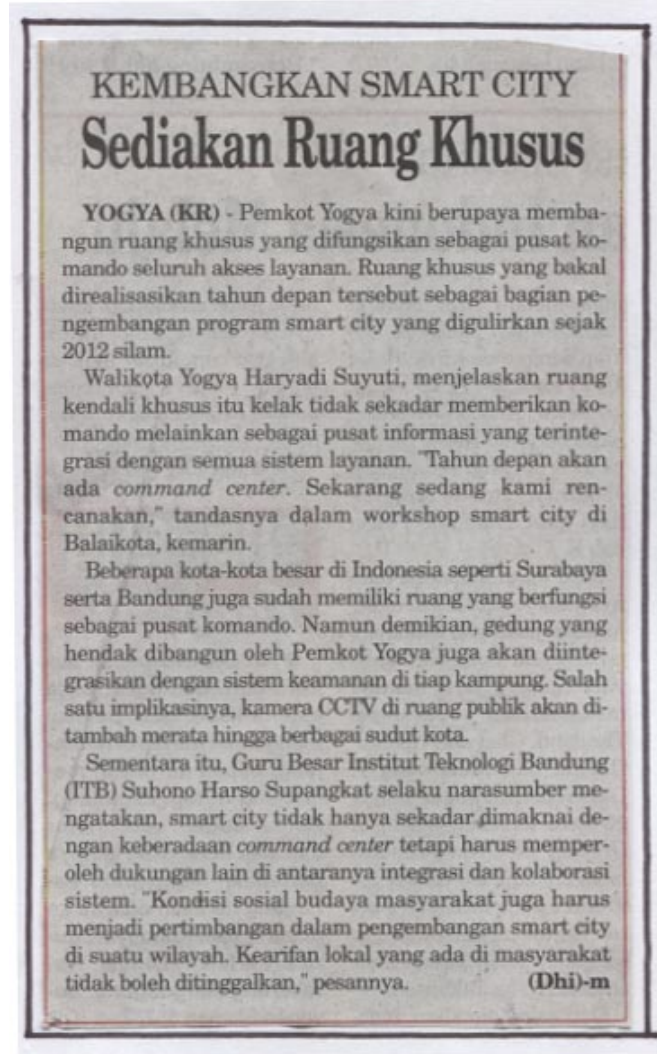 KEMBANGKAN SMART CITY
Sediakan Ruang Khusus
YOGYA (KR) - Pemkot Yogya kini berupaya memba-
ngun ruang khusus yang difungsikan sebagai pusat ko-
mando seluruh akses layanan. Ruang khusus yang bakal
direalisasikan tahun depan tersebut sebagai bagian pe-
ngembangan program smart city yang digulirkan sejak
2012 silam.
Walikota Yogya Haryadi Suyuti, menjelaskan ruang
kendali khusus itu kelak tidak sekadar memberikan ko-
mando melainkan sebagai pusat informasi yang terinte-
grasi dengan semua sistem layanan. "Tahun depan akan
ada command center. Sekarang sedang kami ren-
canakan," tandasnya dalam workshop smart city di
Balaikota, kemarin.
Beberapa kota-kota besar di Indonesia seperti Surabaya
serta Bandung juga sudah memiliki ruang yang berfungsi
sebagai pusat komando. Namun demikian, gedung yang
hendak dibangun oleh Pemkot Yogya juga akan diinte-
grasikan dengan sistem keamanan di tiap kampung. Salah
satu implikasinya, kamera CCTV di ruang publik akan di-
tambah merata hingga berbagai sudut kota.
Sementara itu, Guru Besar Institut Teknologi Bandung
(ITB) Suhono Harso Supangkat selaku narasumber me-
ngatakan, smart city tidak hanya sekadar dimaknai de-
ngan keberadaan command center tetapi harus memper-
oleh dukungan lain di antaranya integrasi dan kolaborasi
sistem. "Kondisi sosial budaya masyarakat juga harus
menjadi pertimbangan dalam pengembangan smart city
di suatu wilayah. Kearifan lokal yang ada di masyarakat
tidak boleh ditinggalkan," pesannya. (Dhi)-m